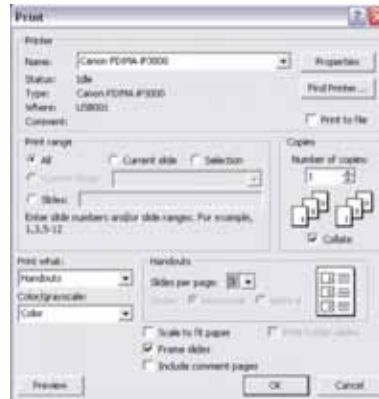 Print
Printer
Name: Canon PIXMA iP3000
Properties
Status: Idle
Find Printer...
Type: Canon PIXMA iP3000
Where: USB001
Comment:
Print to file
Print range
All Current slide Selection
Slides:
Enter slide numbers and/or slide ranges. For example,
1,3,5-12
Copies
Number of copies:
1
Collate
Print what:
Handouts
Color/grayscale:
Color
Handouts
Slides per page:
Scale to fit paper
Frame slides
Include comment pages
Preview
OK
Cancel